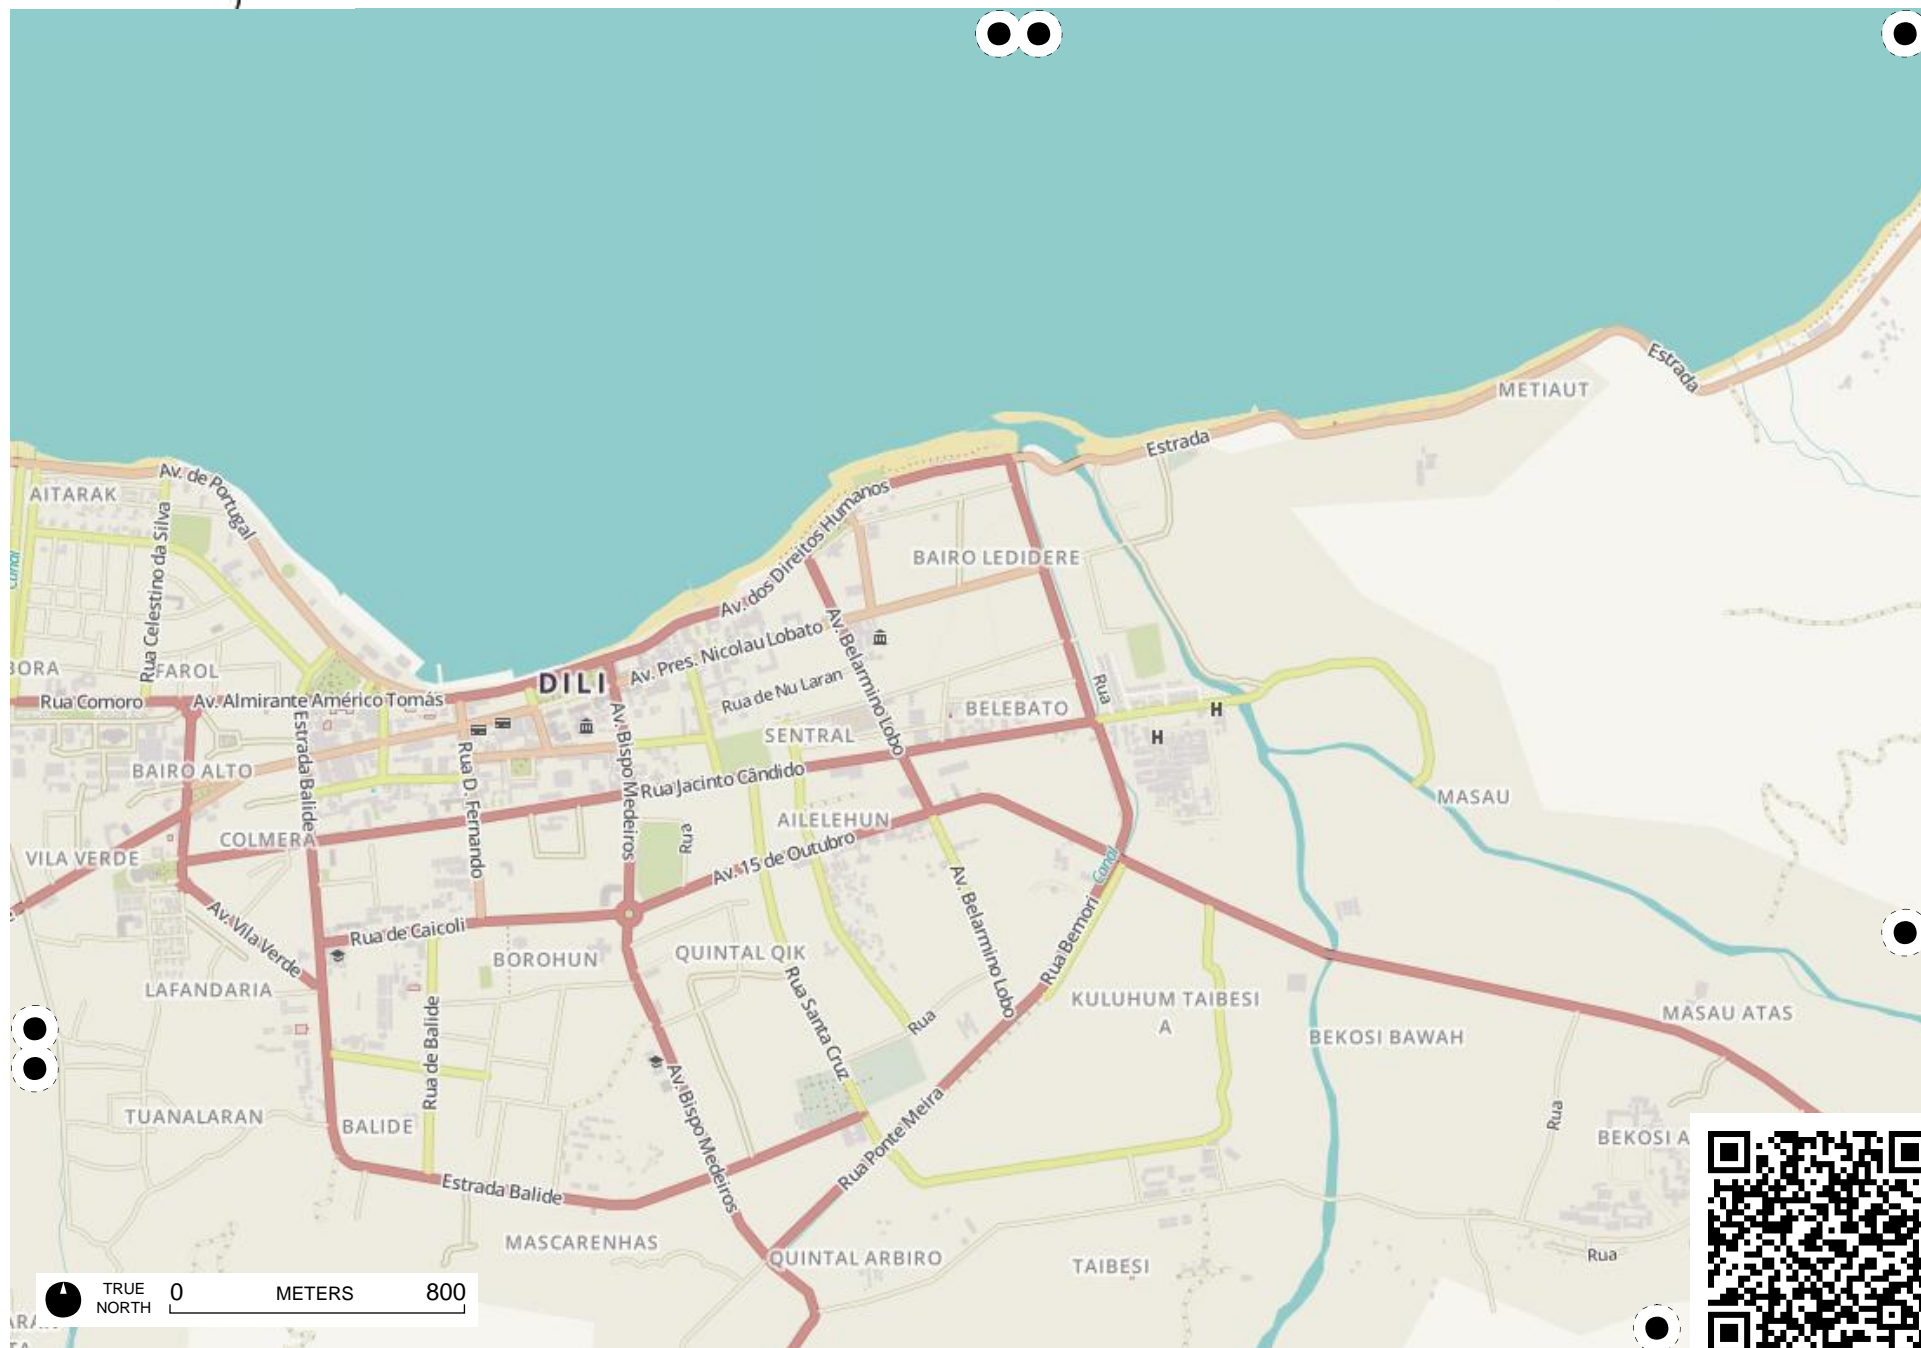 Estrada
METIAUT
Estrada
Av. de Portugal
AITARAK
Rua Celestino da Silva
Canal
Av. dos Direitos Humanos
BAIRO LEDIDERE
Av. Pres. Nicolau Lobato
Av. Belarmino Lobo
BORA
FAROL
DILI
Rua de Nu Laran
Rua
Rua Comoro
Av. Almirante Américo Tomás
BELEBATO
H
H
SENTRAL
Estrada Balide
Rua D. Fernando
Av. Bispo Medeiros
BAIRO ALTO
Rua Jacinto Cândido
MASAU
COLMERA
AILELEHUN
Rua
VILA VERDE
Av. 15 de Outubro
Canal
Av. Belarmino Lobo
Av. Vila Verde
Rua de Caicoli
BOROHUN
QUINTAL QIK
Rua Bemori
LAFANDARIA
Rua Santa Cruz
Rua
KULUHUM TAIBESI
A
MASAU ATAS
BEKOSI BAWAH
Rua de Balide
Av. Bispo Medeiros
TUANALARAN
BALIDE
Rua Ponte Meira
Rua
BEKOSI A
Estrada Balide
MASCARENHAS
QUINTAL ARBIRO
TAIBESI
Rua
TRUE
NORTH
0 METERS 800